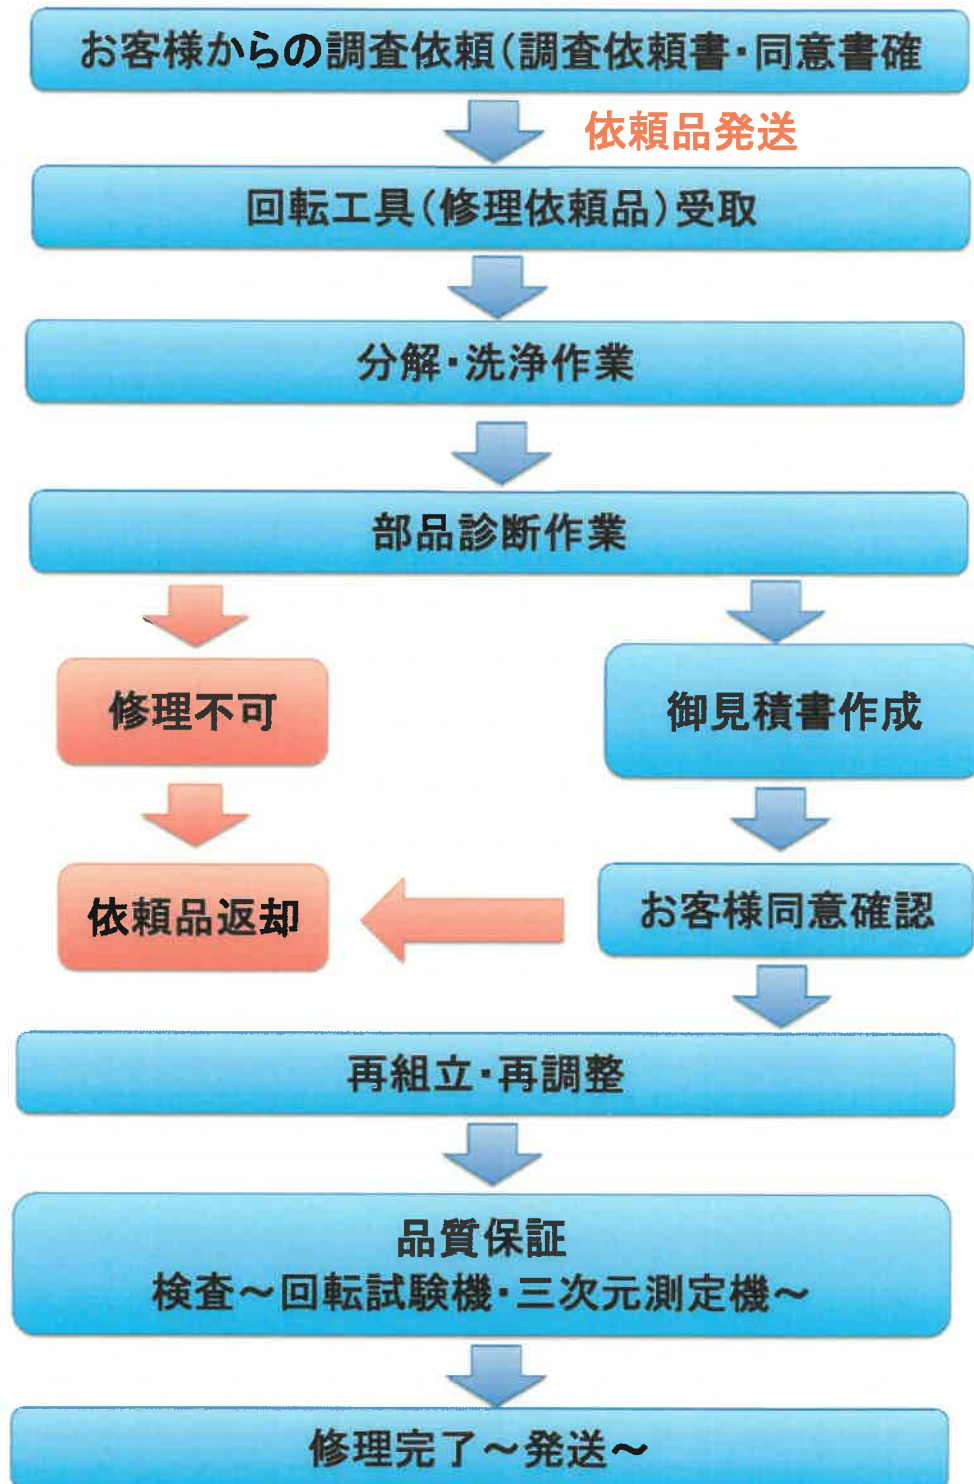 お客様からの調査依頼(調査依頼書・同意書確
依頼品発送
回転工具(修理依頼品)受取
分解・洗浄作業
部品診断作業
修理不可
御見積書作成
依頼品返却
お客様同意確認
再組立・再調整
品質保証
検査～回転試験機・三次元測定機～
修理完了～発送～